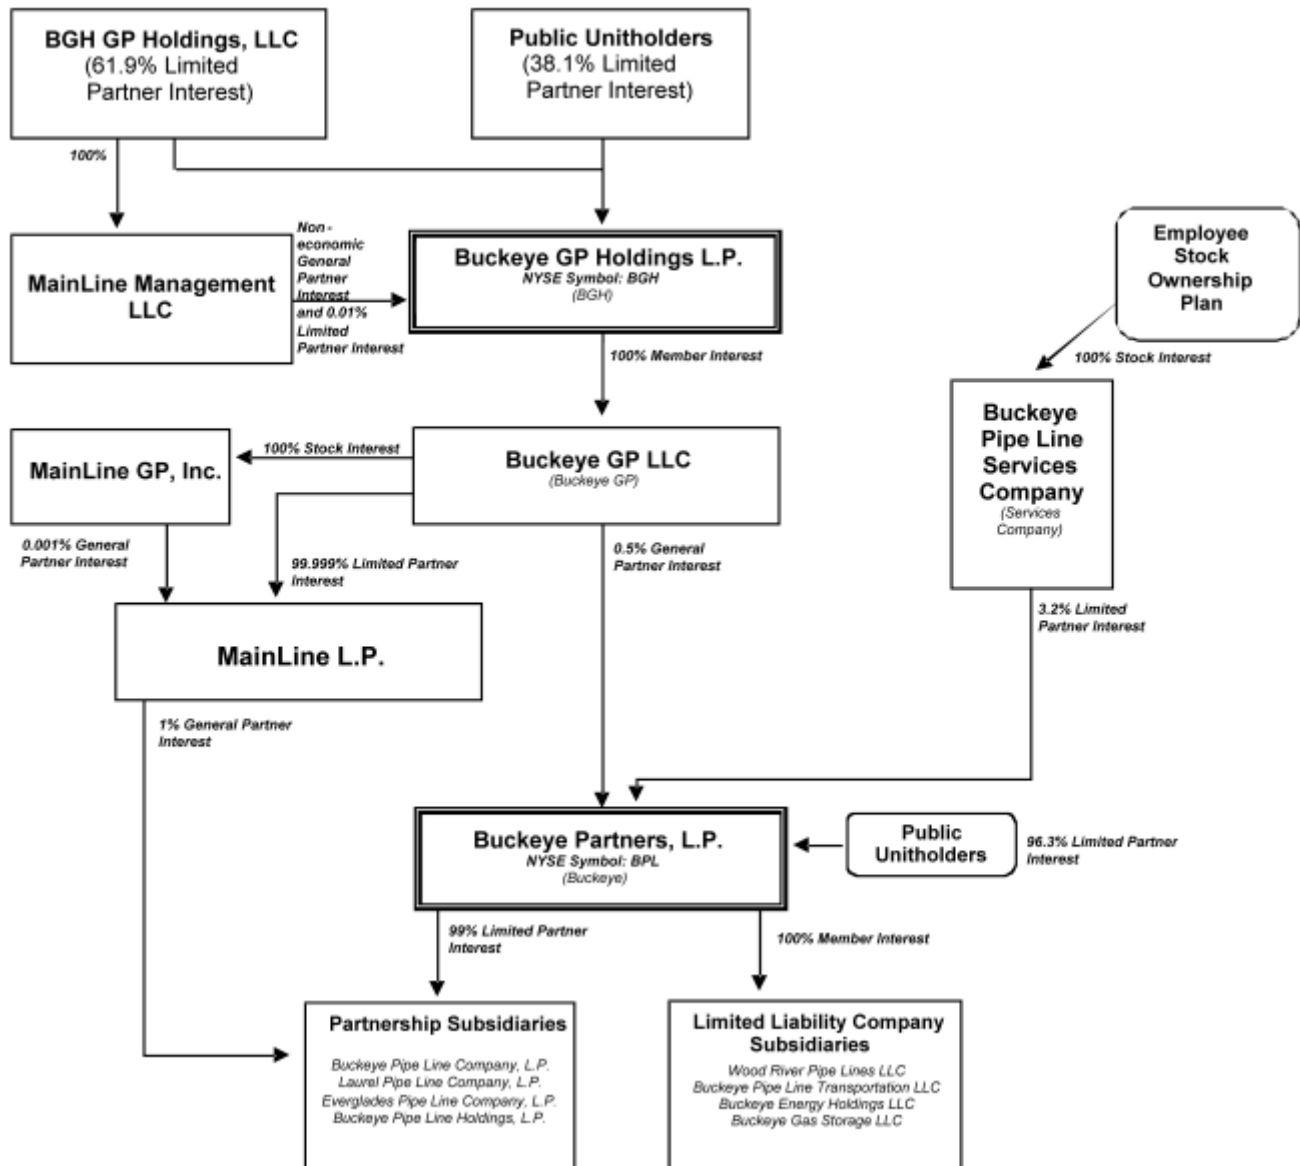 BGH GP Holdings, LLC
(61.9% Limited
Partner Interest)
Public Unitholders
(38.1% Limited
Partner Interest)
100%
MainLine Management
LLC
Non-
economic
General
Partner
Interest
and 0.01%
Limited
Partner Interest
Buckeye GP Holdings L.P.
NYSE Symbol: BGH
(BGH)
Employee
Stock
Ownership
Plan
100% Member Interest
100% Stock Interest
MainLine GP, Inc.
100% Stock Interest
Buckeye GP LLC
(Buckeye GP)
Buckeye
Pipe Line
Services
Company
(Services
Company)
0.001% General
Partner Interest
99.999% Limited Partner
Interest
0.5% General
Partner Interest
3.2% Limited
Partner Interest
MainLine L.P.
1% General Partner
Interest
Buckeye Partners, L.P.
NYSE Symbol: BPL
(Buckeye)
Public
Unitholders
96.3% Limited Partner
Interest
99% Limited Partner
Interest
100% Member Interest
Partnership Subsidiaries
Buckeye Pipe Line Company, L.P.
Laurel Pipe Line Company, L.P.
Everglades Pipe Line Company, L.P.
Buckeye Pipe Line Holdings, L.P.
Limited Liability Company
Subsidiaries
Wood River Pipe Lines LLC
Buckeye Pipe Line Transportation LLC
Buckeye Energy Holdings LLC
Buckeye Gas Storage LLC